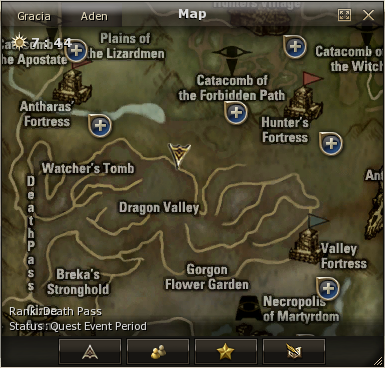 Hunters Village
Gracia
Aden
Map
Catacomb of
the Apostate
7:44
Plains of
the Lizardmen
Catacomb of
the Witch
Catacomb of
the Forbidden Path
Antharas
Fortress
Hunter's
Fortress
Watcher's Tomb
Death Pass
Dragon Valley
Valley
Fortress
Breka's
Stronghold
Gorgon
Flower Garden
Necropolis
of Martyrdom
Rank: Death Pass
Status: Quest Event Period